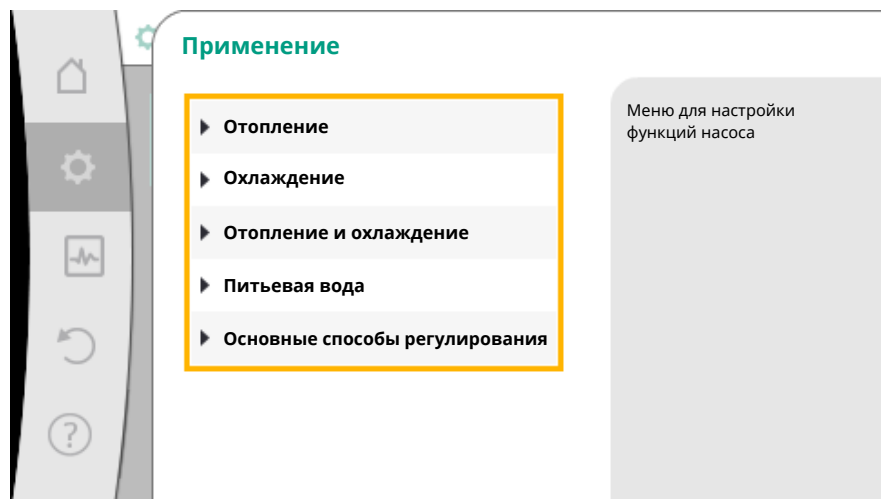 Применение
Отопление
Охлаждение
Отопление и охлаждение
Питьевая вода
Основные способы регулирования
Меню для настройки
функций насоса
?